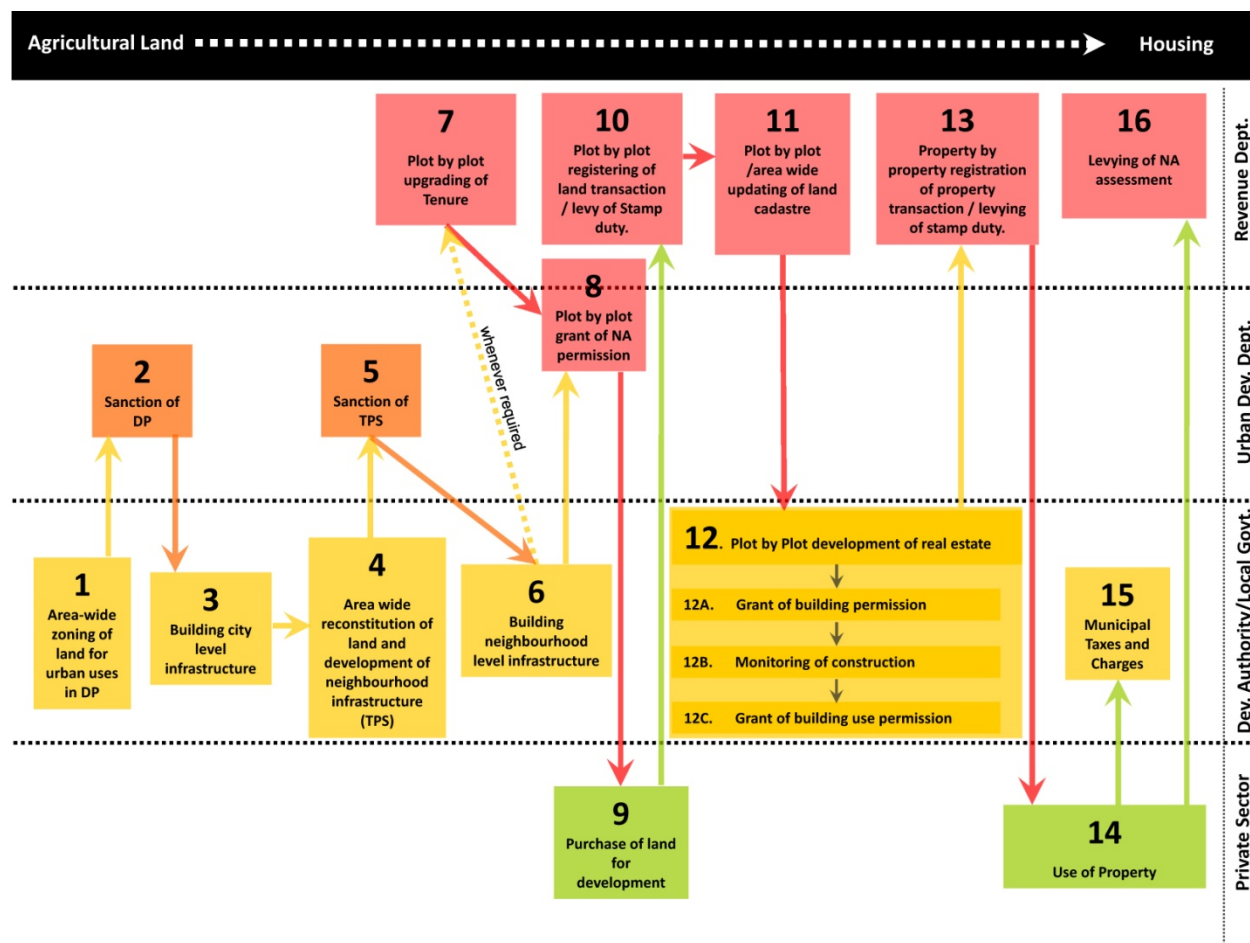 Agricultural Land
Housing
7
Plot by plot
upgrading of
Tenure
10
Plot by plot
registering of
land transaction
/ levy of Stamp
duty.
11
Plot by plot
/area wide
updating of land
cadastre
13
Property by
property registration
of property
transaction / levying
of stamp duty.
16
Levying of NA
assessment
Revenue Dept.
8
Plot by plot
grant of NA
permission
whenever required
2
Sanction of
DP
5
Sanction of
TPS
Urban Dev. Dept.
1
Area-wide
zoning of
land for
urban uses
in DP
3
Building city
level
infrastructure
4
Area wide
reconstitution of
land and
development of
neighbourhood
infrastructure
(TPS)
6
Building
neighbourhood
level infrastructure
12. Plot by Plot development of real estate
12A. Grant of building permission
12B. Monitoring of construction
12C. Grant of building use permission
15
Municipal
Taxes and
Charges
Dev. Authority/Local Govt.
9
Purchase of land
for
development
14
Use of Property
Private Sector